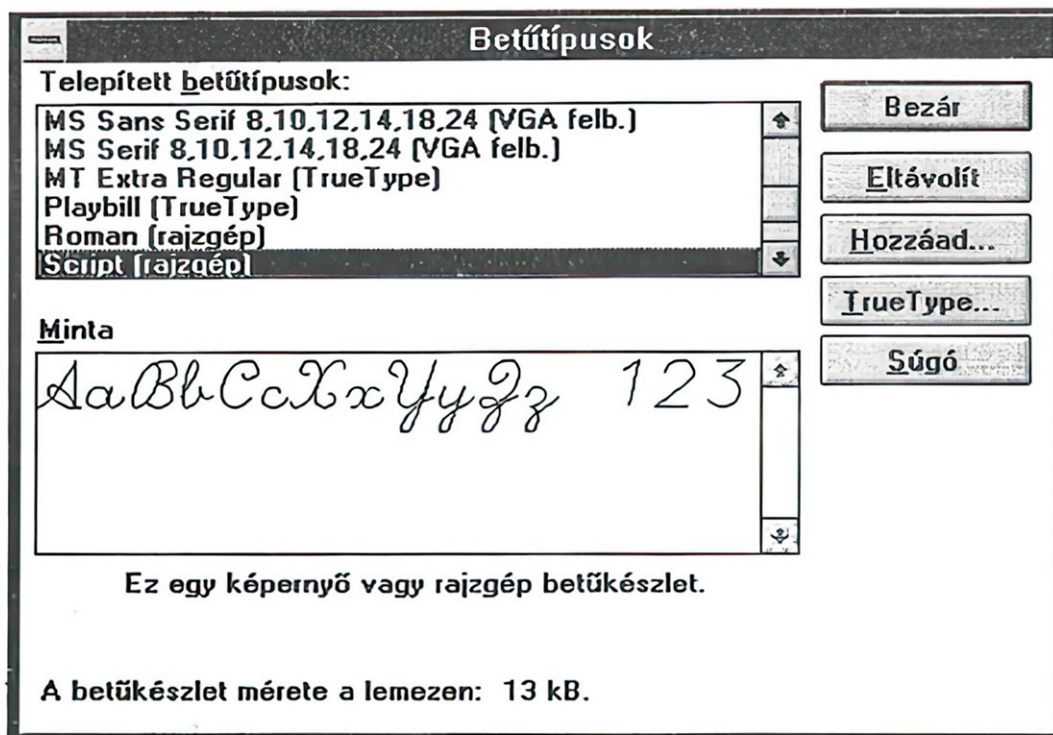 Betűtípusok
Telepített betűtípusok:
MS Sans Serif 8,10,12,14,18,24 (VGA felb.)
MS Serif 8,10,12,14,18,24 (VGA felb.)
MT Extra Regular (TrueType)
Playbill (TrueType)
Roman (rajzgép)
Script (rajzgép)
Bezár
Eltávolít
Hozzáad...
TrueType...
Súgó
Minta
AaBbCcXxYyZz 123
Ez egy képernyő vagy rajzgép betűkészlet.
A betűkészlet mérete a lemezen: 13 kB.